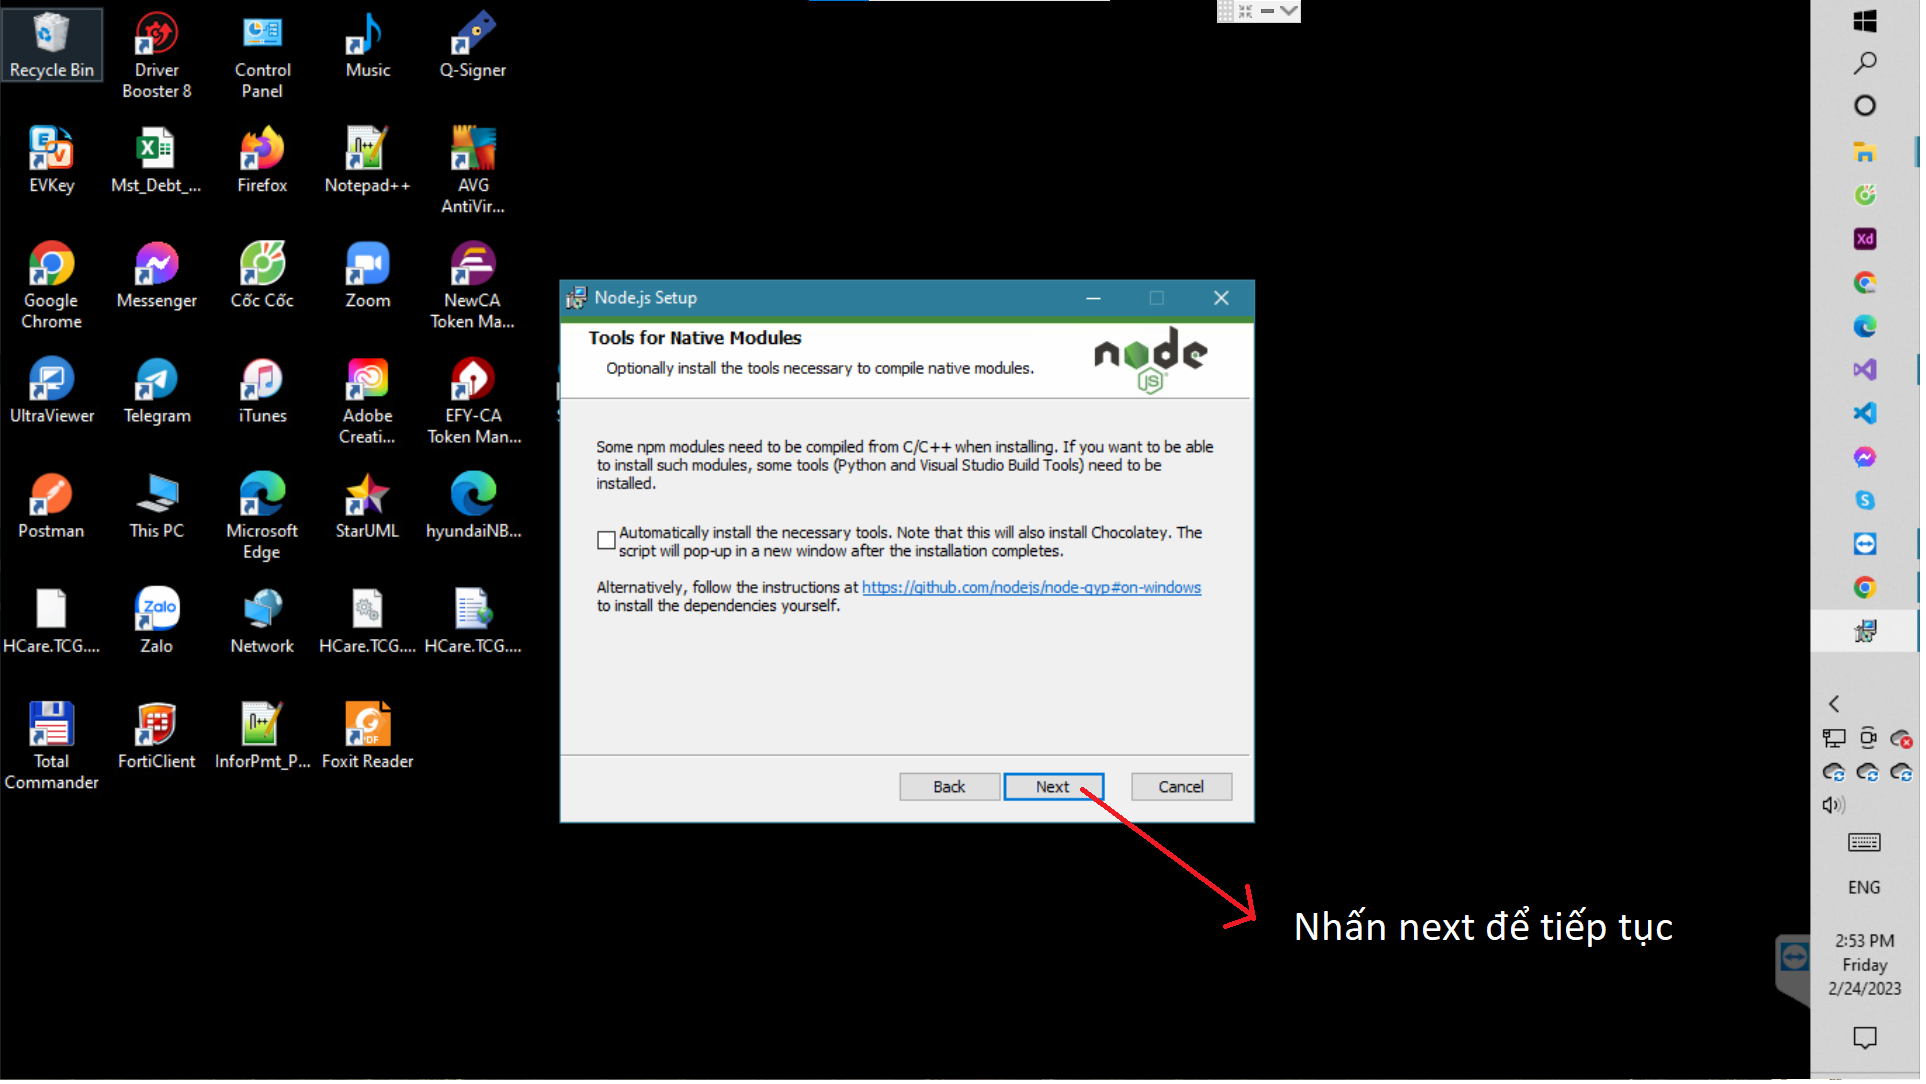 Recycle Bin
Driver
Booster 8
Control
Panel
Music
Q-Signer
EVKey
Mst_Debt_...
Firefox
Notepad++
AVG
AntiVir...
Google
Chrome
Messenger
Cốc Cốc
Zoom
NewCA
Token Ma...
UltraViewer
Telegram
iTunes
Adobe
Creati...
EFY-CA
Token Man...
Postman
This PC
Microsoft
Edge
StarUML
hyundaiNB...
HCare.TCG....
Zalo
Zalo
Network
HCare.TCG....
HCare.TCG....
Total
Commander
FortiClient
InforPmt_P...
Foxit Reader
Node.js Setup
Tools for Native Modules
Optionally install the tools necessary to compile native modules.
node
JS
Some npm modules need to be compiled from C/C++ when installing. If you want to be able
to install such modules, some tools (Python and Visual Studio Build Tools) need to be
installed.
Automatically install the necessary tools. Note that this will also install Chocolatey. The
script will pop-up in a new window after the installation completes.
Alternatively, follow the instructions at https://github.com/nodejs/node-gyp#on-windows
to install the dependencies yourself.
Back
Next
Cancel
Nhấn next để tiếp tục
Xd
ENG
2:53 PM
Friday
2/24/2023